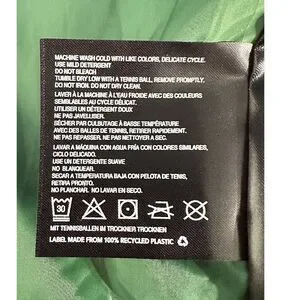 MACHINE WASH COLD WITH LIKE COLORS, DELICATE CYCLE.
USE MILD DETERGENT
DO NOT BLEACH
TUMBLE DRY LOW WITH A TENNIS BALL, REMOVE PROMPTLY.
DO NOT IRON. DO NOT DRY CLEAN.
LAVER À LA MACHINE À L'EAU FROIDE AVEC DES COULEURS
SEMBLABLES AU CYCLE DÉLICAT.
UTILISER UN DÉTERGENT DOUX
NE PAS JAVELLISER.
SÉCHER PAR CULBUTAGE À BASSE TEMPÉRATURE
AVEC DES BALLES DE TENNIS, RETIRER RAPIDEMENT.
NE PAS REPASSER. NE PAS NETTOYER A SEC.
LAVAR A MÁQUINA CON AGUA FRÍA CON COLORES SIMILARES,
CICLO DELICADO.
USE UN DETERGENTE SUAVE
NO BLANQUEAR.
SECAR A TEMPERATURA BAJA CON PELOTA DE TENIS,
RETIRA PRONTO.
NO PLANCHAR. NO LAVAR EN SECO.
30
MIT TENNISBÄLLEN IM TROCKNER TROCKNEN
LABEL MADE FROM 100% RECYCLED PLASTIC